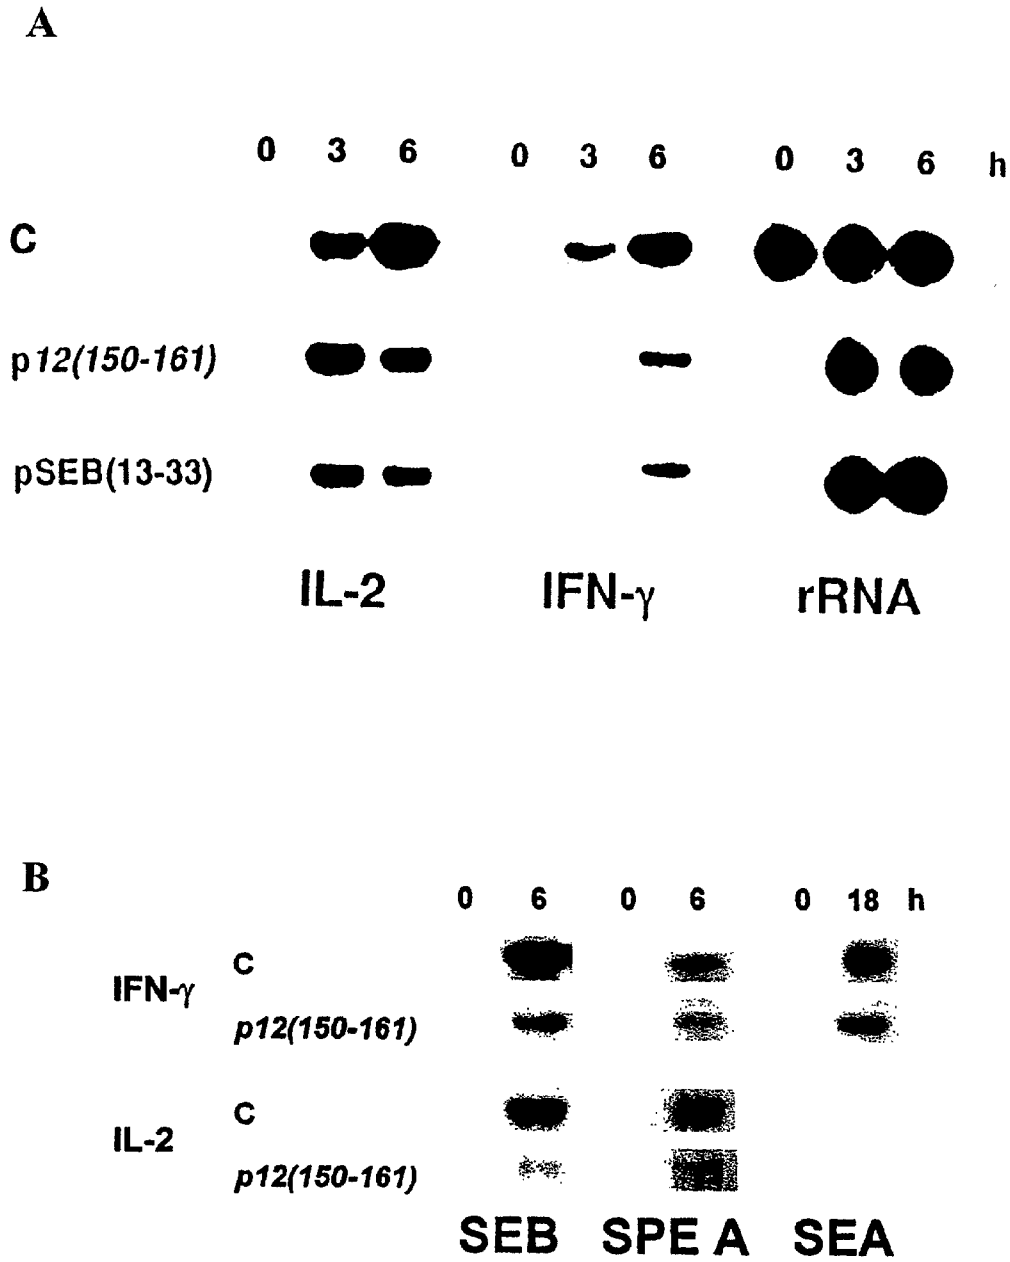 A
0 3 6 0 3 6 0 3 6 h
C
p12(150-161)
pSEB(13-33)
IL-2 IFN-γ rRNA
B
0 6 0 6 0 18 h
IFN-γ
C
p12(150-161)
IL-2
C
p12(150-161)
SEB SPE A SEA